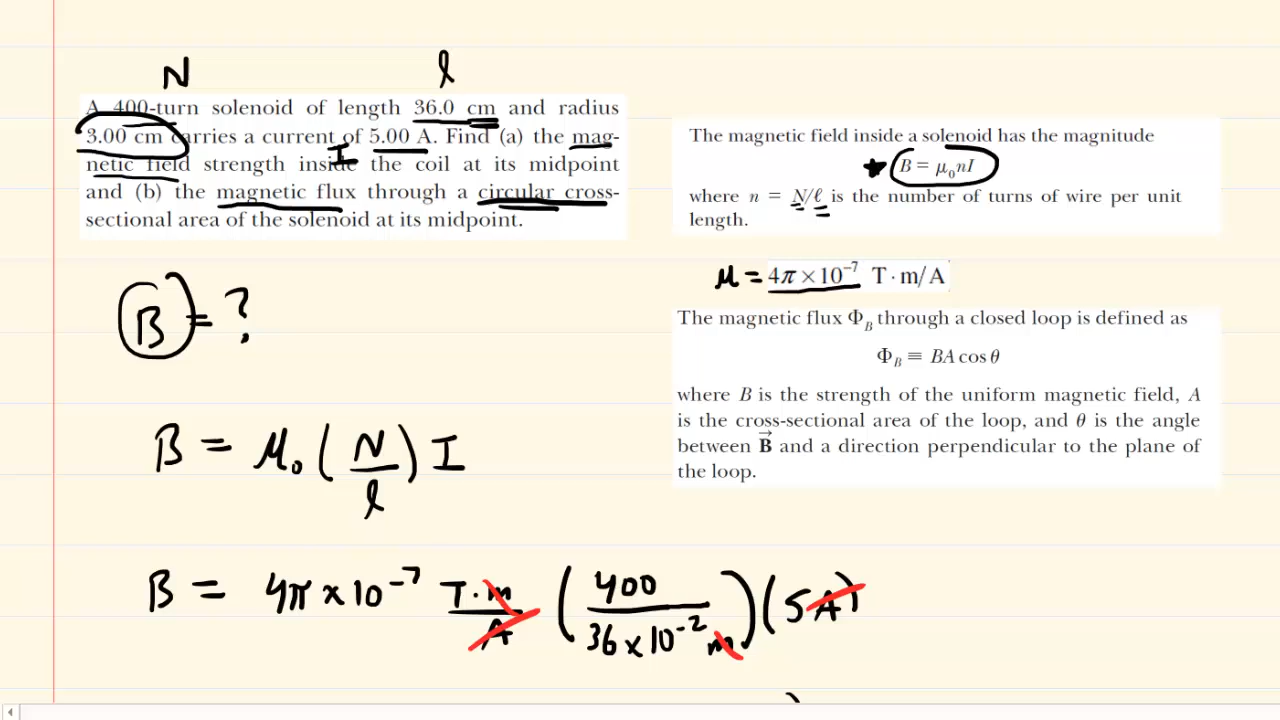 N
l
A 400-turn solenoid of length 36.0 cm and radius
3.00 cm carries a current of 5.00 A. Find (a) the mag-
I
netic field strength inside the coil at its midpoint
and (b) the magnetic flux through a circular cross-
sectional area of the solenoid at its midpoint.
The magnetic field inside a solenoid has the magnitude
B = μ₀nI
where n = N/ℓ is the number of turns of wire per unit
length.
μ = 4π × 10⁻⁷ T·m/A
The magnetic flux Φ_B through a closed loop is defined as
Φ_B ≡ BA cos θ
where B is the strength of the uniform magnetic field, A
is the cross-sectional area of the loop, and θ is the angle
between B⃗ and a direction perpendicular to the plane of
the loop.
B = ?
B = μ₀ (N/l) I
B = 4π × 10⁻⁷ T·m/A (400/36 × 10⁻² m) (5A)